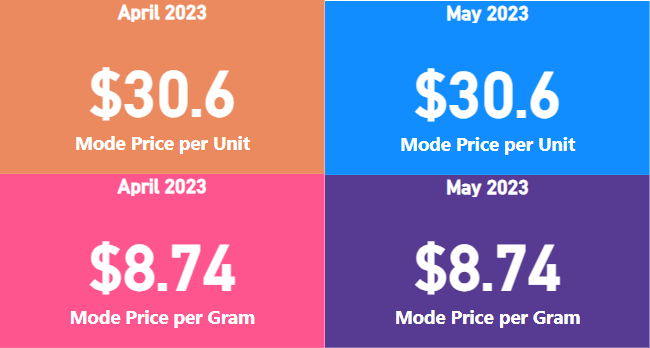 April 2023
$30.6
Mode Price per Unit
May 2023
$30.6
Mode Price per Unit
April 2023
$8.74
Mode Price per Gram
May 2023
$8.74
Mode Price per Gram